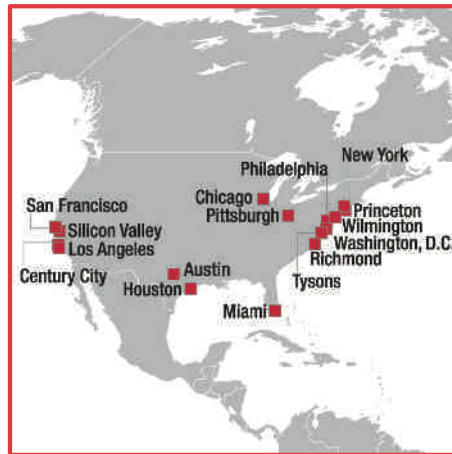 New York
Philadelphia
Chicago
Pittsburgh
Princeton
Wilmington
Washington, D.C.
Richmond
Tysons
San Francisco
Silicon Valley
Los Angeles
Century City
Austin
Houston
Miami